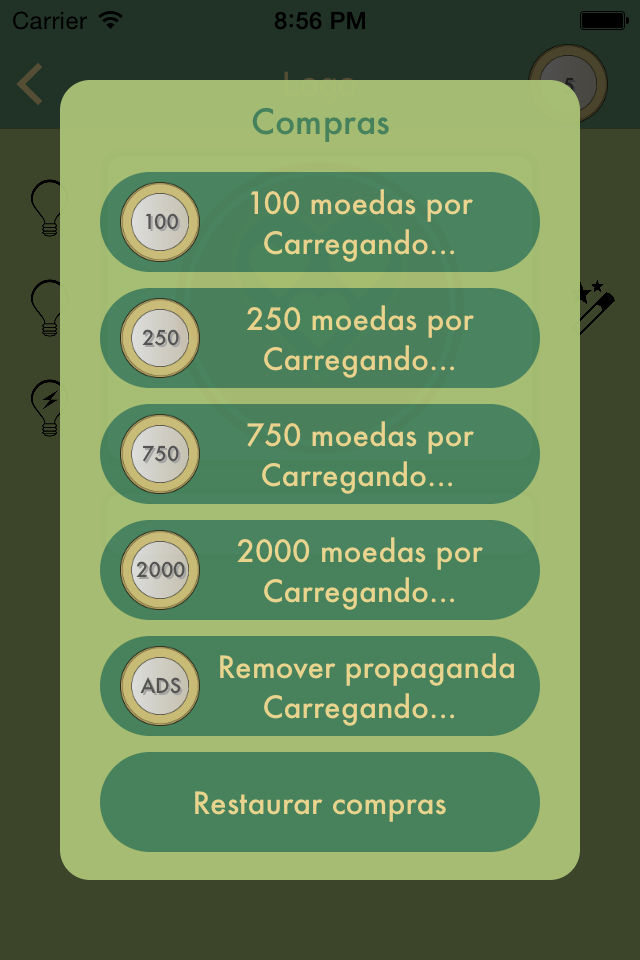 Carrier 8:56 PM
Logo
5
Compras
100
100 moedas por
Carregando...
250
250 moedas por
Carregando...
750
750 moedas por
Carregando...
2000
2000 moedas por
Carregando...
ADS
Remover propaganda
Carregando...
Restaurar compras